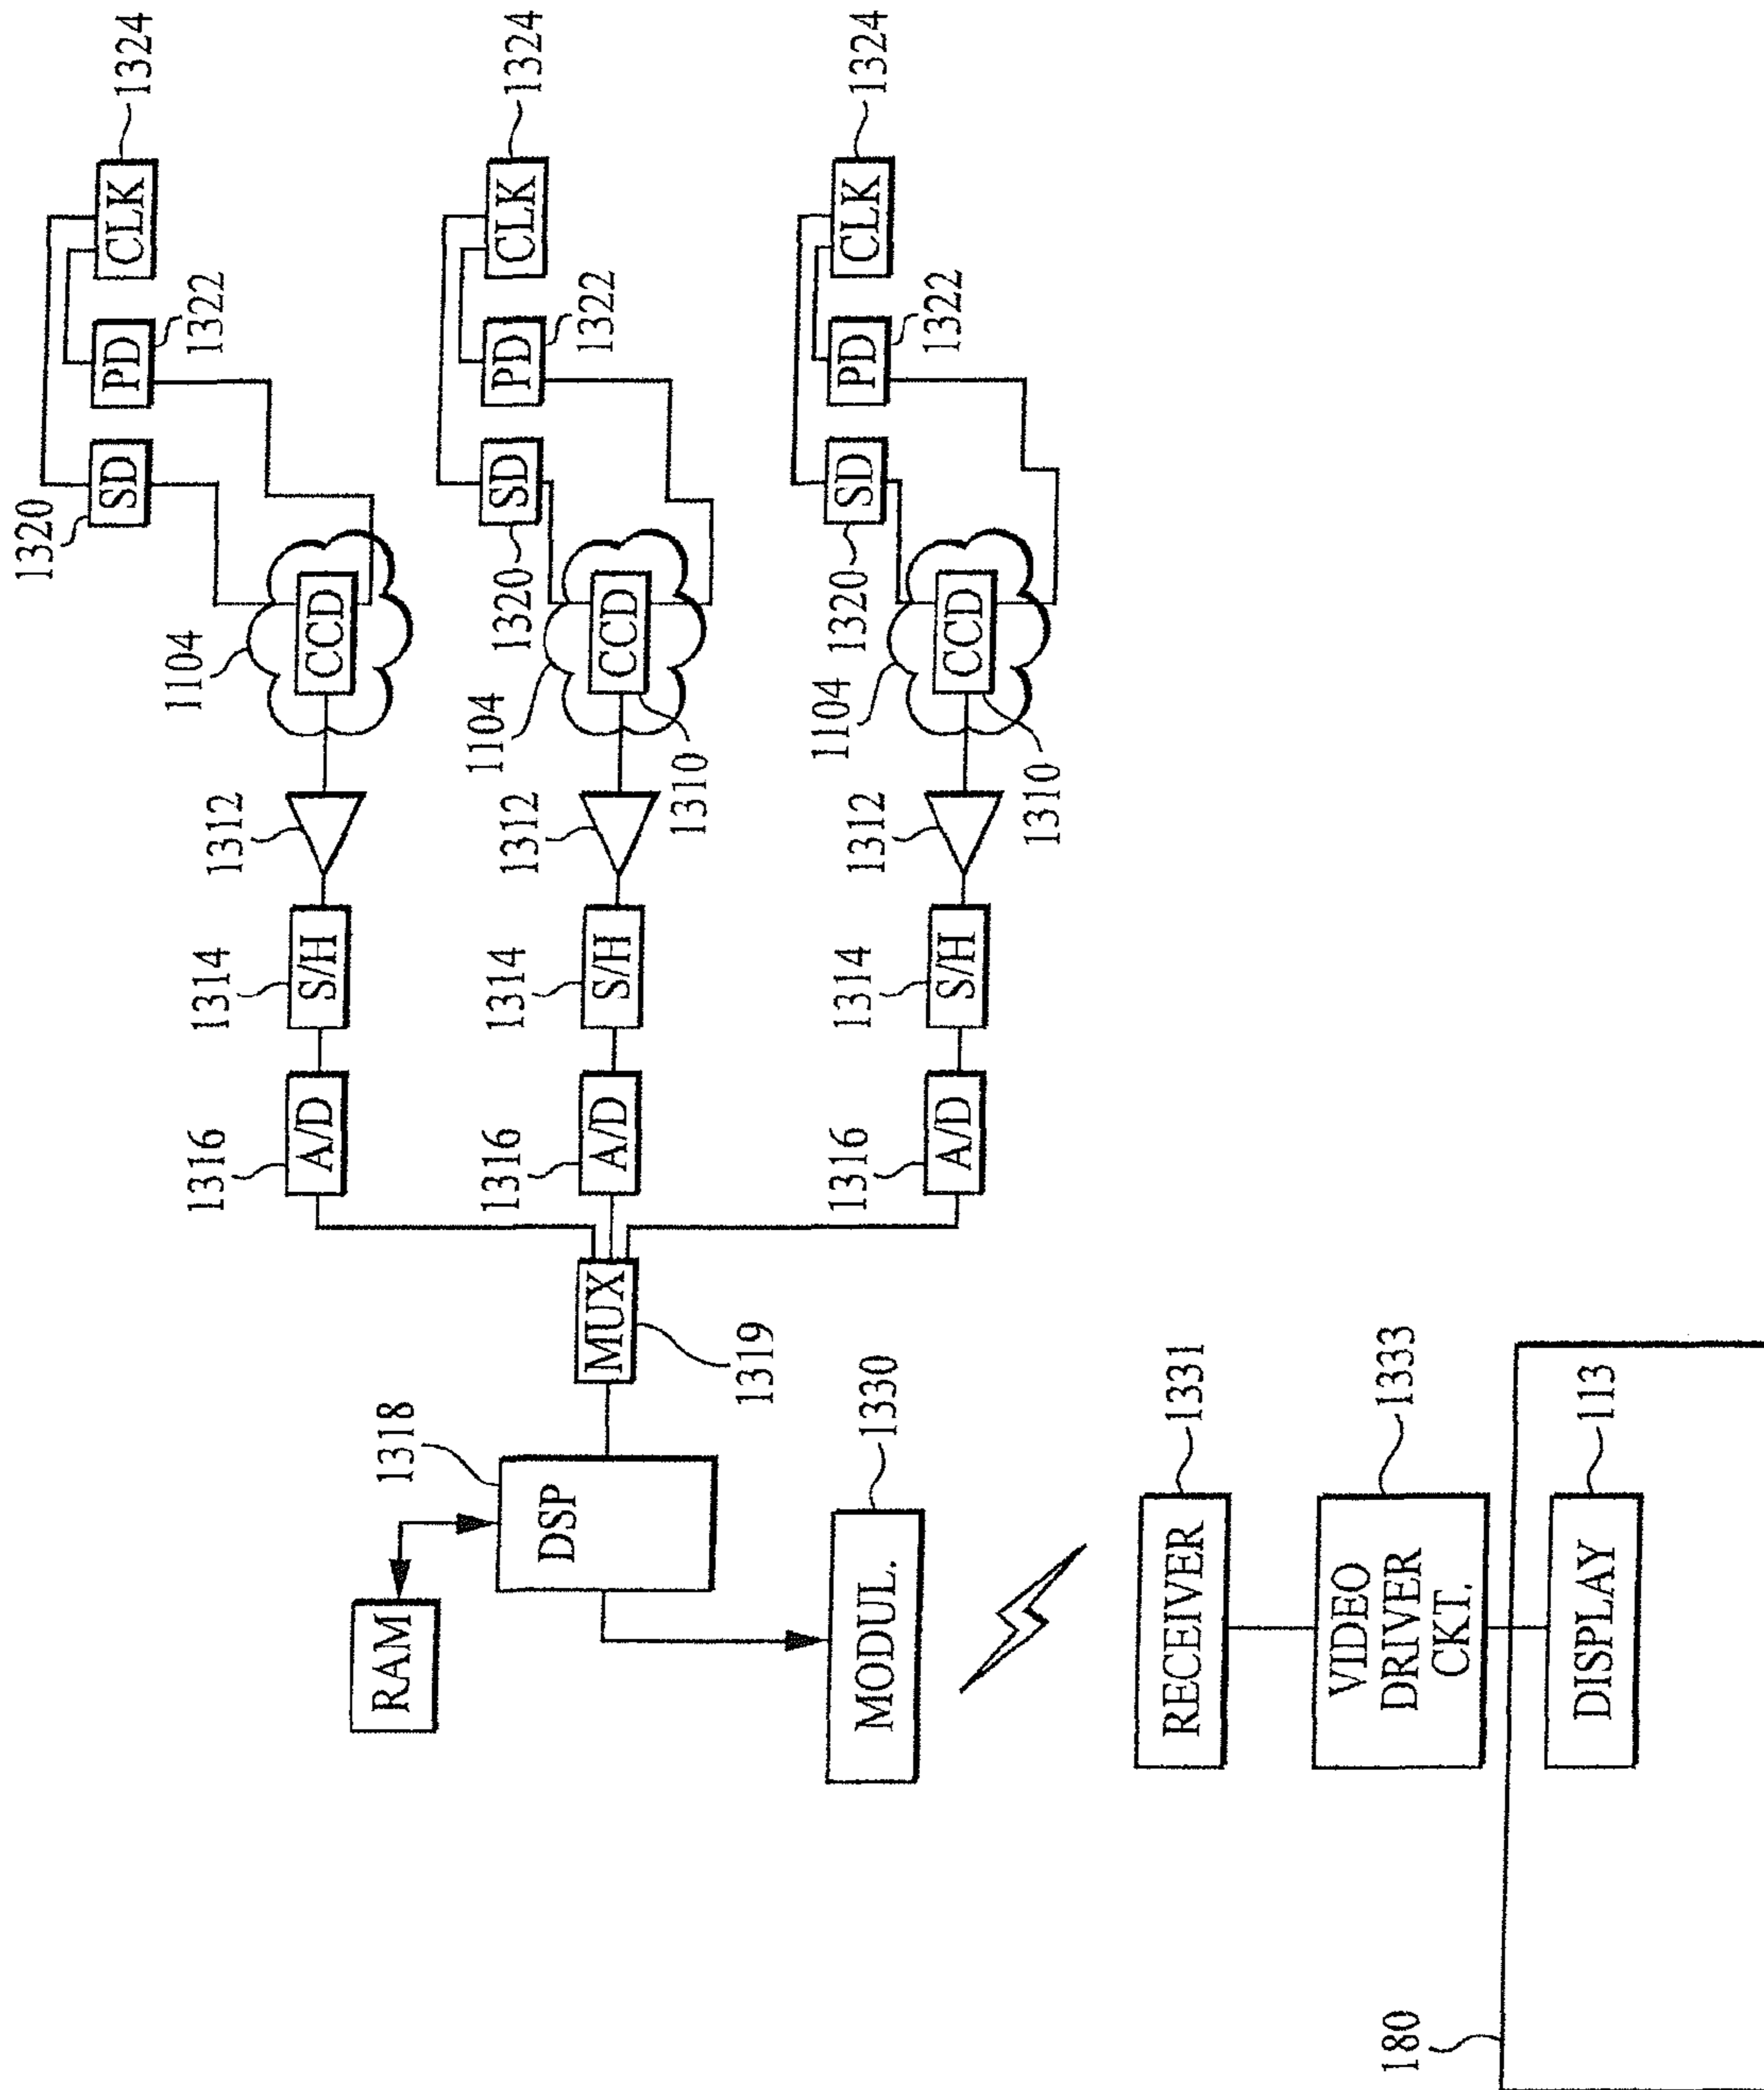 1324
CLK
1322
PD
1320
SD
1104
CCD
1312
1314
S/H
1316
A/D
1324
CLK
1322
PD
1320
SD
1104
CCD
1310
1312
1314
S/H
1316
A/D
1324
CLK
1322
PD
1320
SD
1104
CCD
1310
1312
1314
S/H
1316
A/D
MUX
1319
1318
DSP
RAM
1330
MODUL.
1331
RECEIVER
1333
VIDEO
DRIVER
CKT.
113
DISPLAY
180